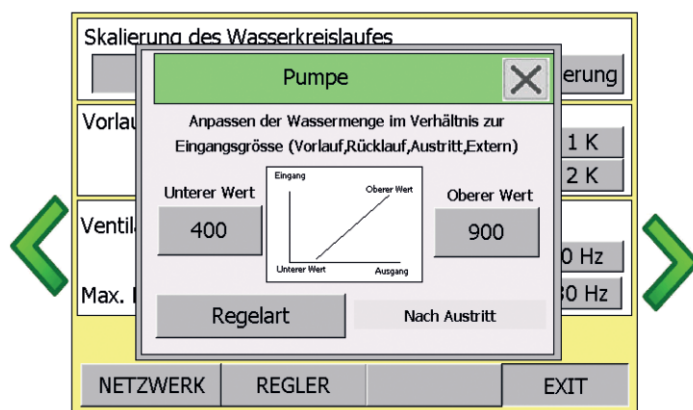 Skalierung des Wasserkreislaufes
Pumpe
erung
Anpassen der Wassermenge im Verhältnis zur
Eingangsgrösse (Vorlauf,Rücklauf,Austritt,Extern)
Vorlau
1 K
2 K
Unterer Wert
Eingang
Oberer Wert
Oberer Wert
400
900
Unterer Wert
Ausgang
Ventil
0 Hz
Max.
30 Hz
Regelart
Nach Austritt
NETZWERK
REGLER
EXIT